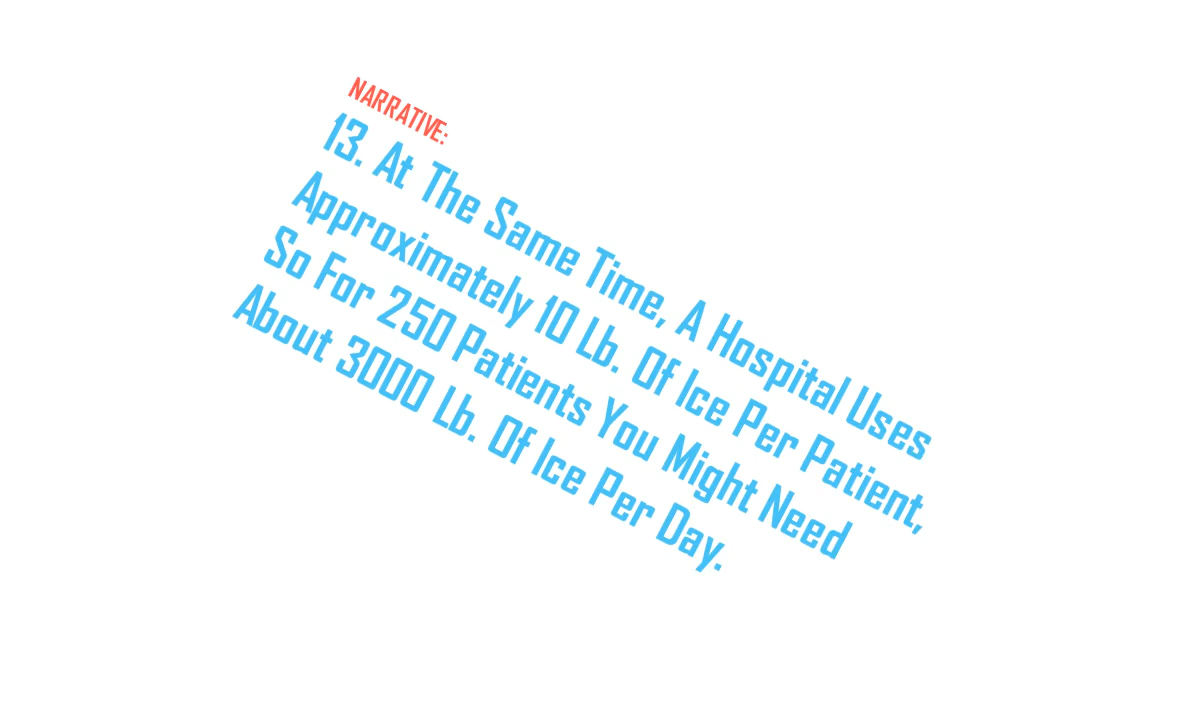 NARRATIVE:
13. At The Same Time, A Hospital Uses
Approximately 10 Lb. Of Ice Per Patient,
So For 250 Patients You Might Need
About 3000 Lb. Of Ice Per Day.